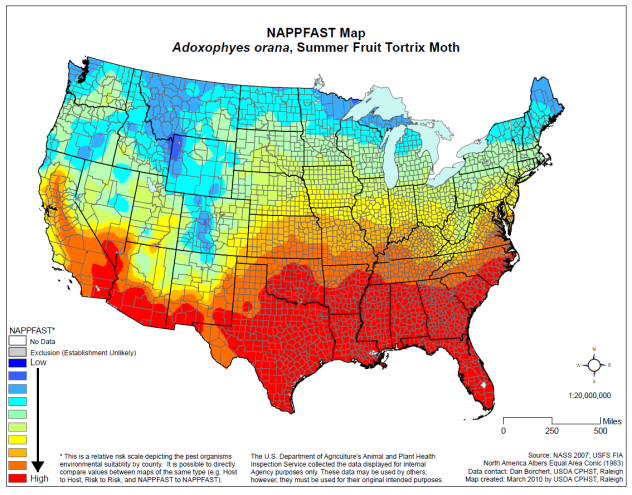 NAPPFAST Map
Adoxophyes orana, Summer Fruit Tortrix Moth
NAPPFAST*
No Data
Exclusion (Establishment Unlikely)
Low
High
* This is a relative risk scale depicting the pest organisms
environmental suitability by county. It is possible to directly
compare values between maps of the same type (e.g. Host
to Host, Risk to Risk, and NAPPFAST to NAPPFAST).
The U.S. Department of Agriculture's Animal and Plant Health
Inspection Service collected the data displayed for internal
Agency purposes only. These data may be used by others;
however, they must be used for their original intended purposes.
N
W E
S
1:20,000,000
0 250 500
Miles
Source: NASS 2007; USFS FIA
North America Albers Equal Area Conic (1983)
Data contact: Dan Borchert, USDA CPHST, Raleigh
Map created: March 2010 by USDA CPHST, Raleigh